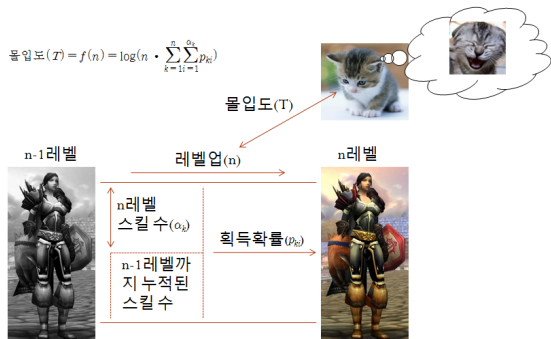 몰입도(T)=f(n)=log(n · ∑_{k=1}^{n} ∑_{i=1}^{α_k} p_{ki})
몰입도(T)
n-1레벨
레벨업(n)
n레벨
n레벨
스킬 수(α_k)
획득확률(p_{ki})
n-1레벨까
지 누적된
스킬 수